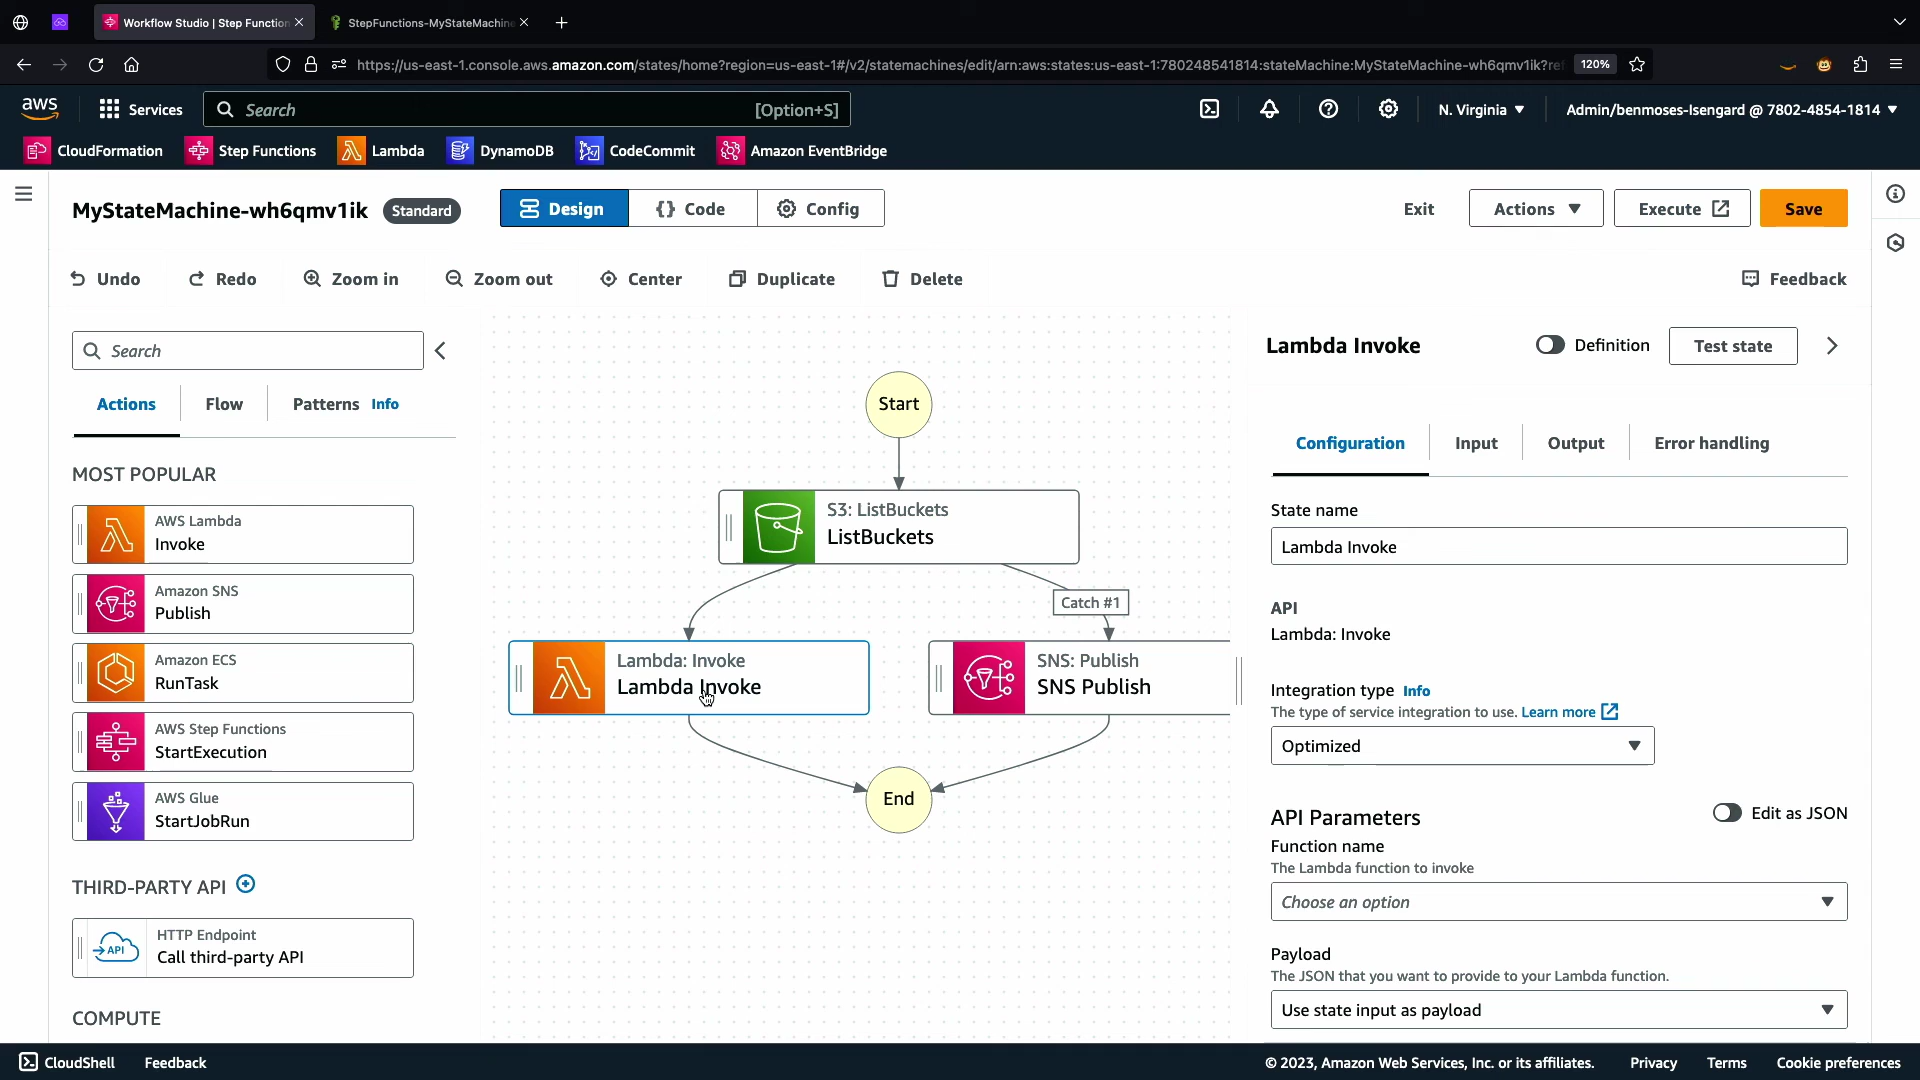 Workflow Studio | Step Function
StepFunctions-MyStateMachine
https://us-east-1.console.aws.amazon.com/states/home?region=us-east-1#/v2/statemachines/edit/arn:aws:states:us-east-1:780248541814:stateMachine:MyStateMachine-wh6qmv1ik?ref
120%
aws
Services
Search
[Option+S]
N. Virginia
Admin/benmoses-Isengard @ 7802-4854-1814
CloudFormation
Step Functions
Lambda
DynamoDB
CodeCommit
Amazon EventBridge
MyStateMachine-wh6qmv1ik
Standard
Design
{} Code
Config
Exit
Actions
Execute
Save
Undo
Redo
Zoom in
Zoom out
Center
Duplicate
Delete
Feedback
Search
Actions
Flow
Patterns Info
MOST POPULAR
AWS Lambda
Invoke
Amazon SNS
Publish
Amazon ECS
RunTask
AWS Step Functions
StartExecution
AWS Glue
StartJobRun
THIRD-PARTY API
API
HTTP Endpoint
Call third-party API
COMPUTE
Start
S3: ListBuckets
ListBuckets
Catch #1
Lambda: Invoke
Lambda Invoke
SNS: Publish
SNS Publish
End
Lambda Invoke
Definition
Test state
Configuration
Input
Output
Error handling
State name
Lambda Invoke
API
Lambda: Invoke
Integration type Info
The type of service integration to use. Learn more
Optimized
API Parameters
Edit as JSON
Function name
The Lambda function to invoke
Choose an option
Payload
The JSON that you want to provide to your Lambda function.
Use state input as payload
CloudShell
Feedback
© 2023, Amazon Web Services, Inc. or its affiliates.
Privacy
Terms
Cookie preferences